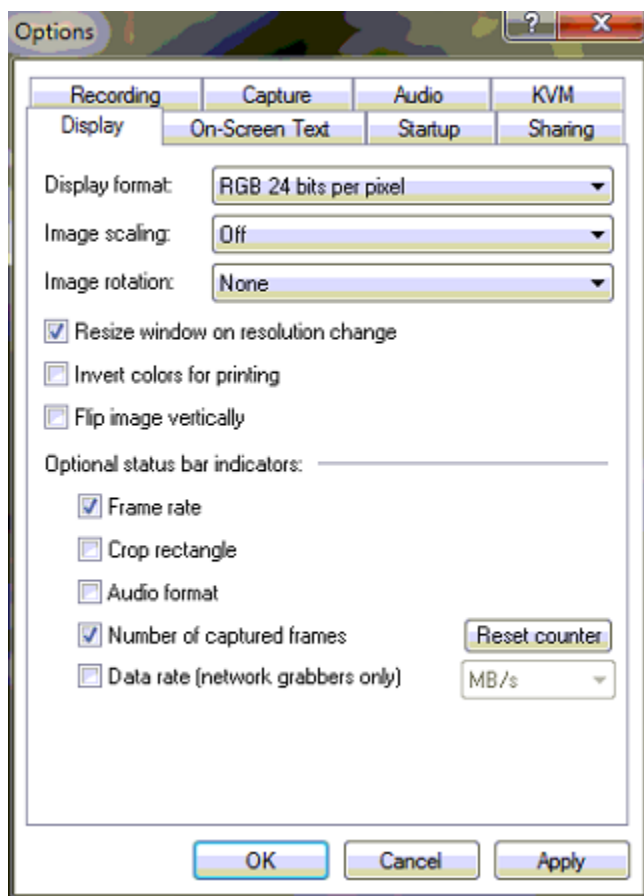 Options
?
X
Recording Capture Audio KVM
Display On-Screen Text Startup Sharing
Display format: RGB 24 bits per pixel
Image scaling: Off
Image rotation: None
Resize window on resolution change
Invert colors for printing
Flip image vertically
Optional status bar indicators:
Frame rate
Crop rectangle
Audio format
Number of captured frames Reset counter
Data rate (network grabbers only) MB/s
OK Cancel Apply